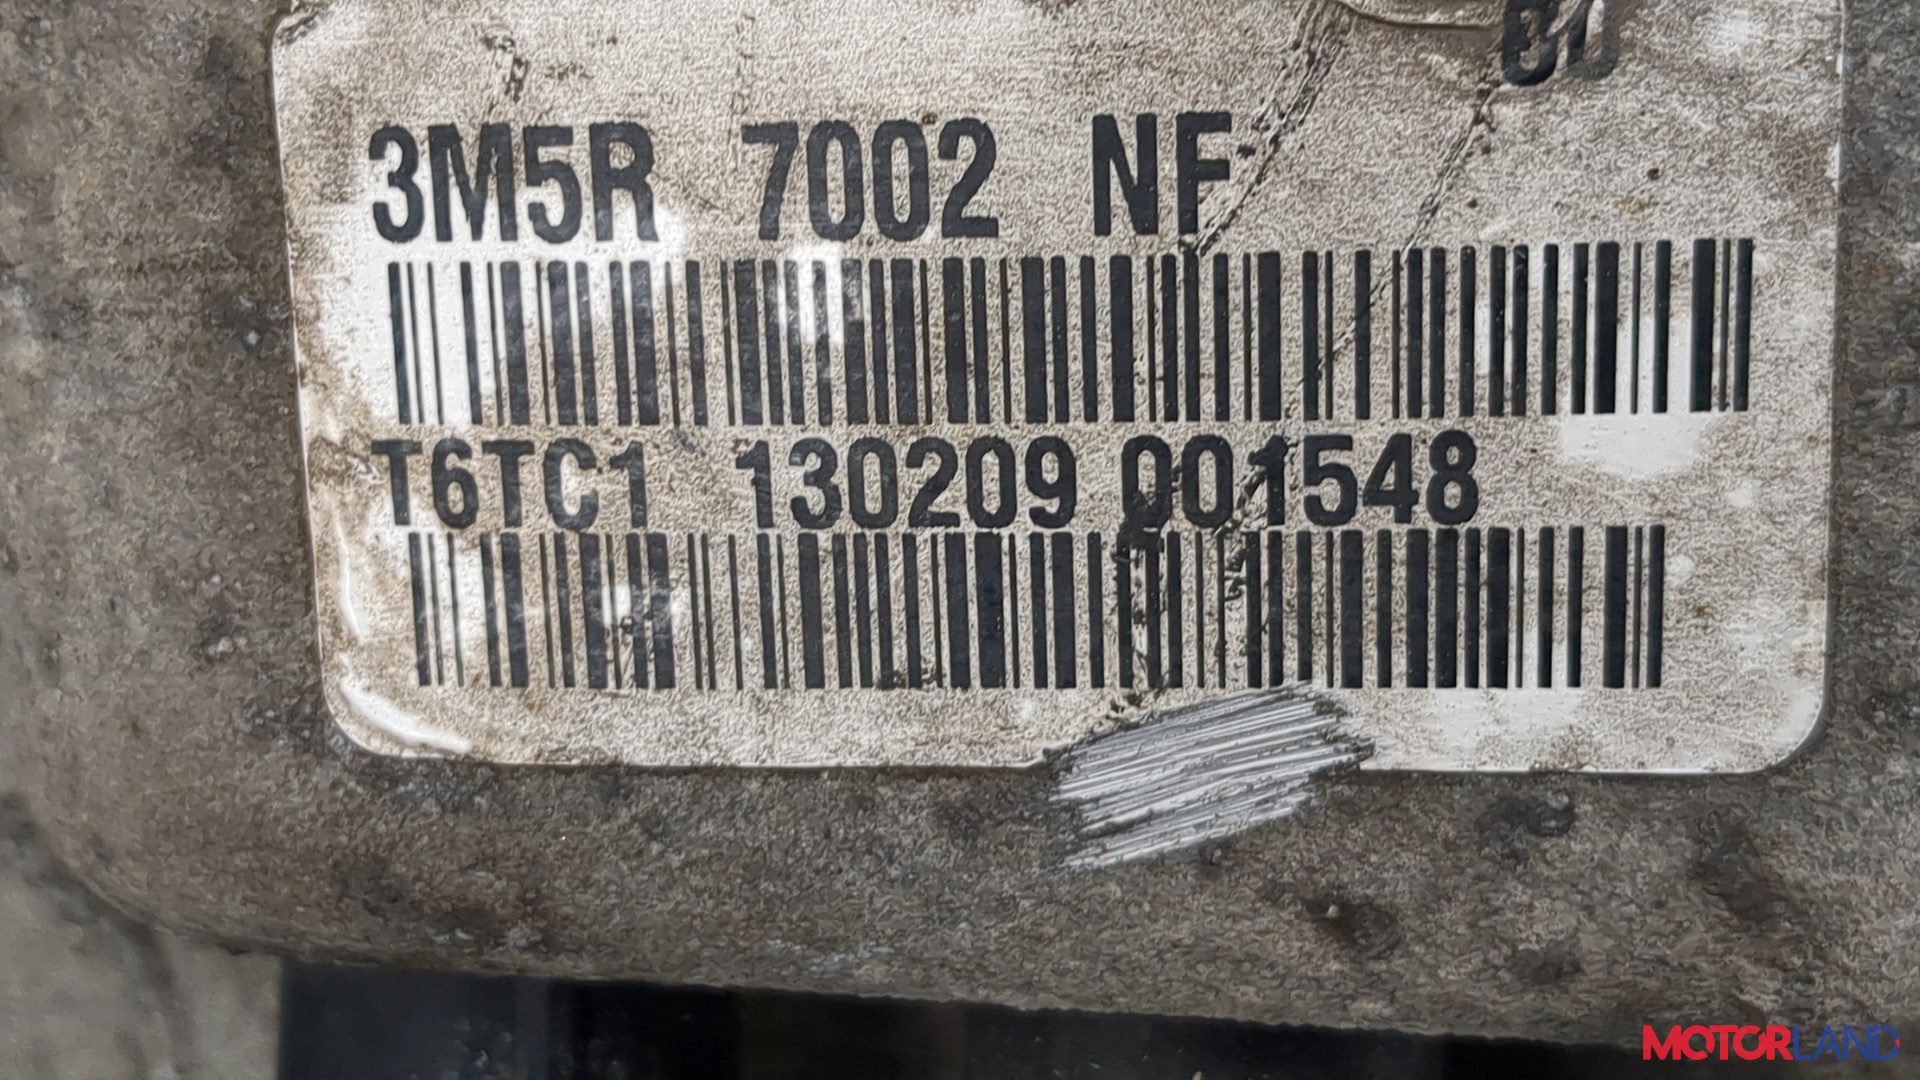 3M5R 7002 NF
T6TC1 130209 001548
MOTORLAND